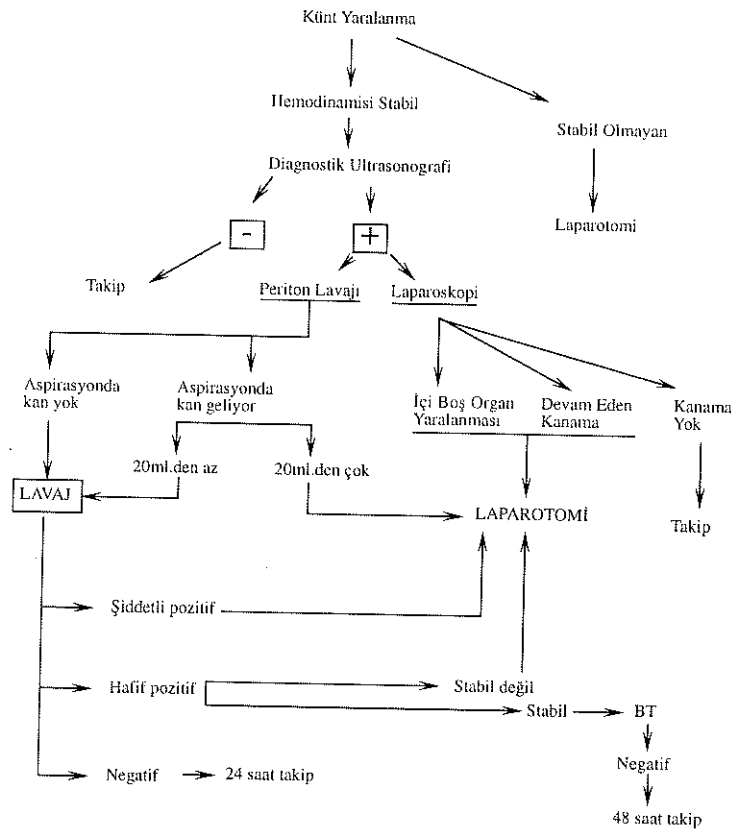 Künt Yaralanma
Hemodinamisi Stabil
Stabil Olmayan
Diagnostik Ultrasonografi
Laparotomi
-
+
Takip
Periton Lavajı
Laparoskopi
Aspirasyonda
kan yok
Aspirasyonda
kan geliyor
İçi Boş Organ
Yaralanması
Devam Eden
Kanama
Kanama
Yok
20ml.den az
20ml.den çok
LAVAJ
LAPAROTOMİ
Takip
Şiddetli pozitif
Hafif pozitif
Stabil değil
Stabil
BT
Negatif
24 saat takip
Negatif
48 saat takip